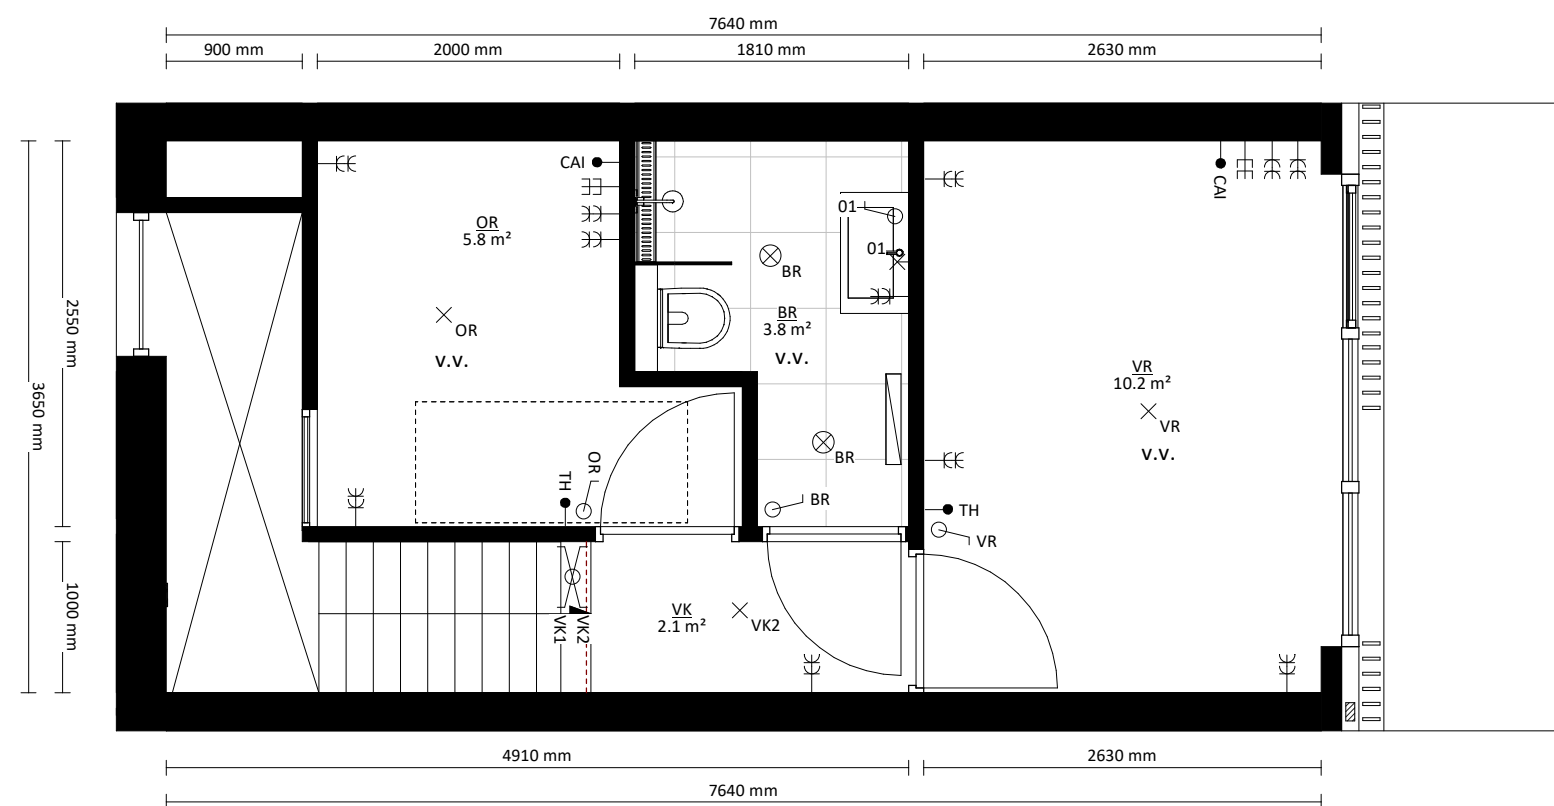 7640 mm
900 mm
2000 mm
1810 mm
2630 mm
CAI
OR
5.8 m²
OR
v.v.
OR
TH
01
01
BR
BR
3.8 m²
v.v.
BR
BR
CAI
VR
10.2 m²
VR
v.v.
TH
VR
2550 mm
3650 mm
1000 mm
VK1
VK2
VK
2.1 m²
VK2
4910 mm
2630 mm
7640 mm